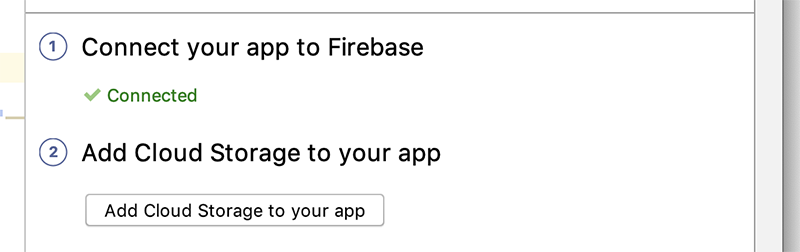 1 Connect your app to Firebase
Connected
2 Add Cloud Storage to your app
Add Cloud Storage to your app